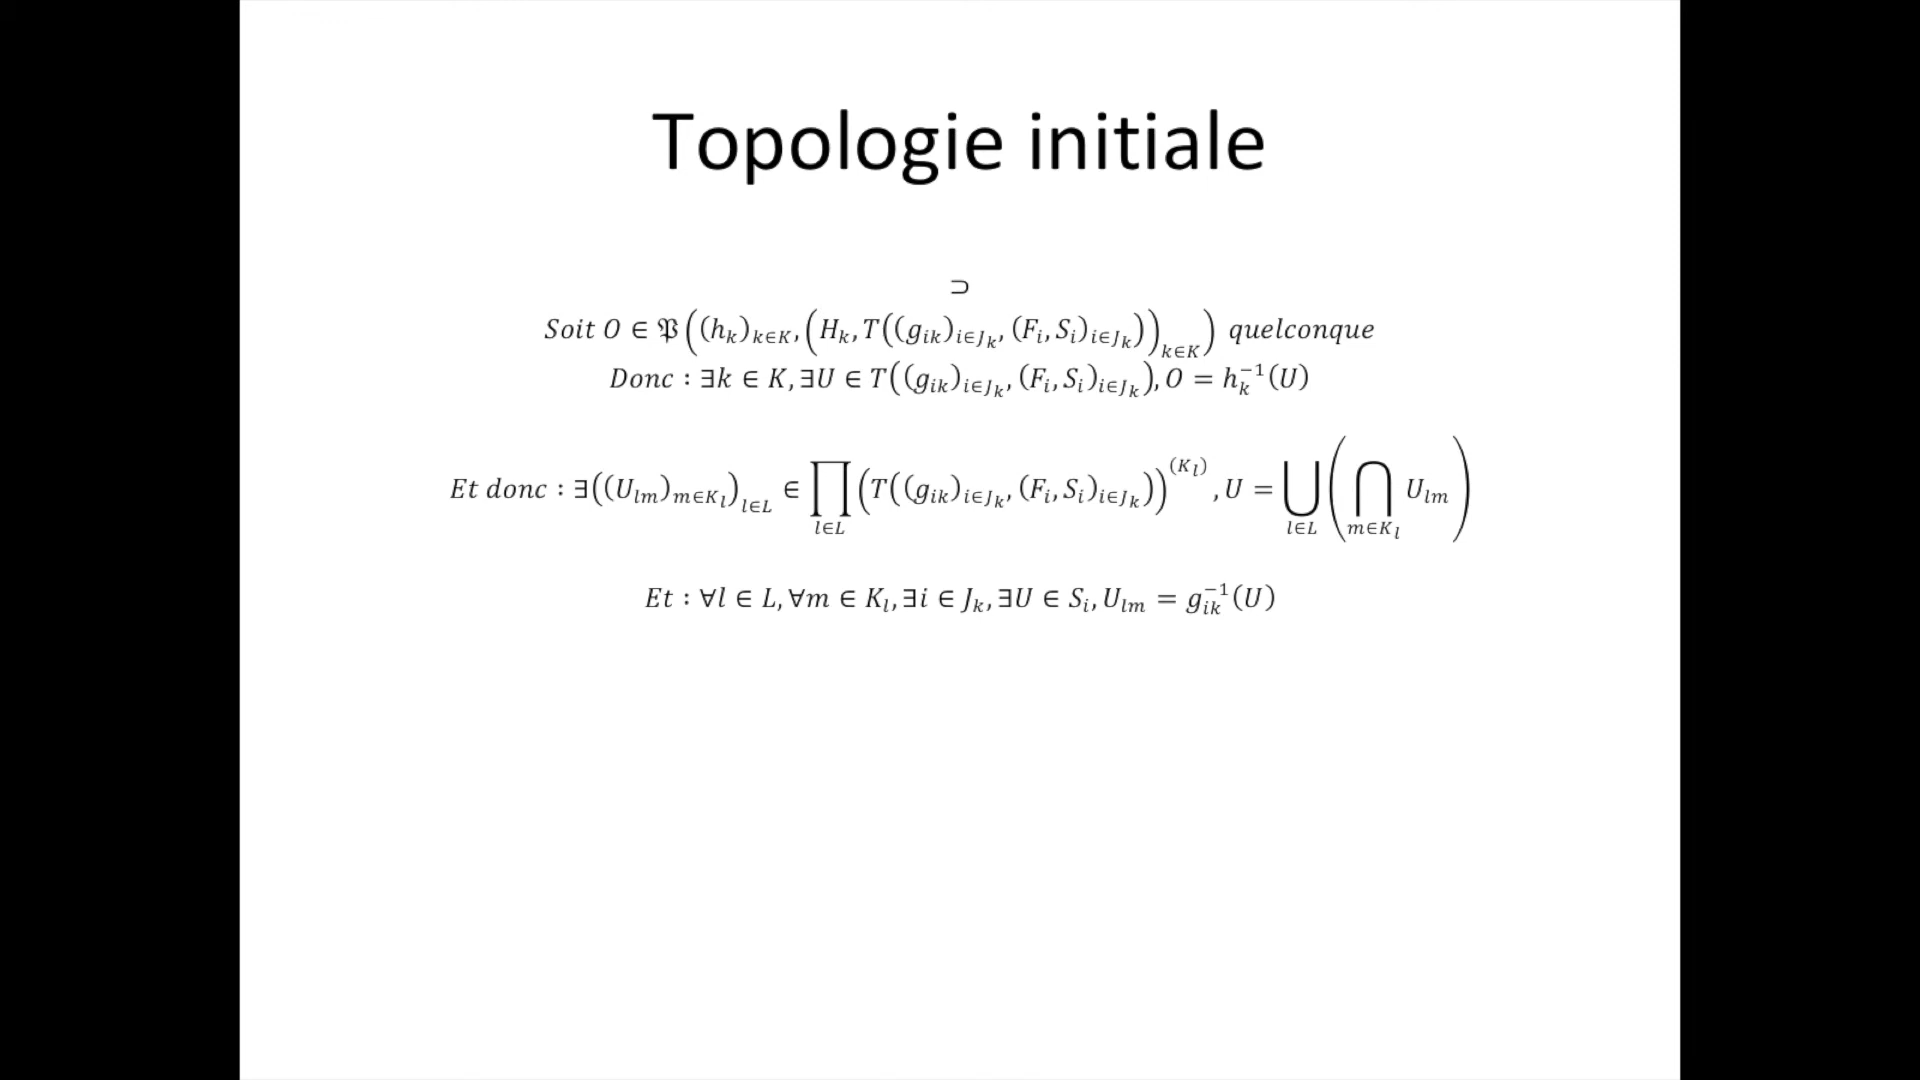 Topologie initiale
⊃
Soit O ∈ 𝔓((h_k)_{k∈K}, (H_k, T((g_{ik})_{i∈J_k}, (F_i, S_i)_{i∈J_k}))_{k∈K}) quelconque
Donc : ∃k ∈ K, ∃U ∈ T((g_{ik})_{i∈J_k}, (F_i, S_i)_{i∈J_k}), O = h_k^{-1}(U)
Et donc : ∃((U_{lm})_{m∈K_l})_{l∈L} ∈ ∏_{l∈L} (T((g_{ik})_{i∈J_k}, (F_i, S_i)_{i∈J_k}))^{(K_l)}, U = ⋃_{l∈L} (⋂_{m∈K_l} U_{lm})
Et : ∀l ∈ L, ∀m ∈ K_l, ∃i ∈ J_k, ∃U ∈ S_i, U_{lm} = g_{ik}^{-1}(U)